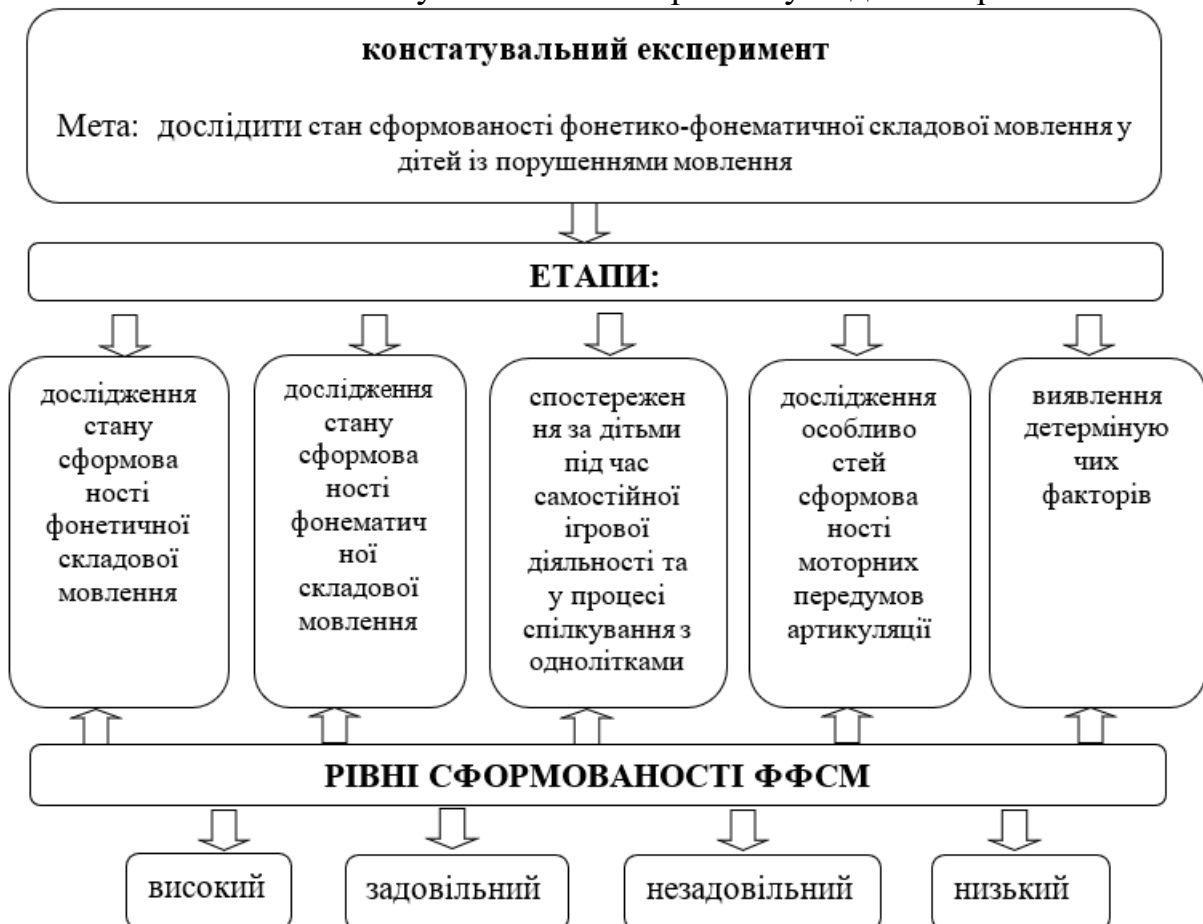 констатувальний експеримент
Мета: дослідити стан сформованості фонетико-фонематичної складової мовлення у
дітей із порушеннями мовлення
ЕТАПИ:
дослідження
стану
сформова
ності
фонетичної
складової
мовлення
дослідження
стану
сформова
ності
фонематич
ної
складової
мовлення
спостережен
ня за дітьми
під час
самостійної
ігрової
діяльності та
у процесі
спілкування з
однолітками
дослідження
особливо
стей
сформова
ності
моторних
передумов
артикуляції
виявлення
детерміную
чих
факторів
РІВНІ СФОРМОВАНОСТІ ФФСМ
високий
задовільний
незадовільний
низький